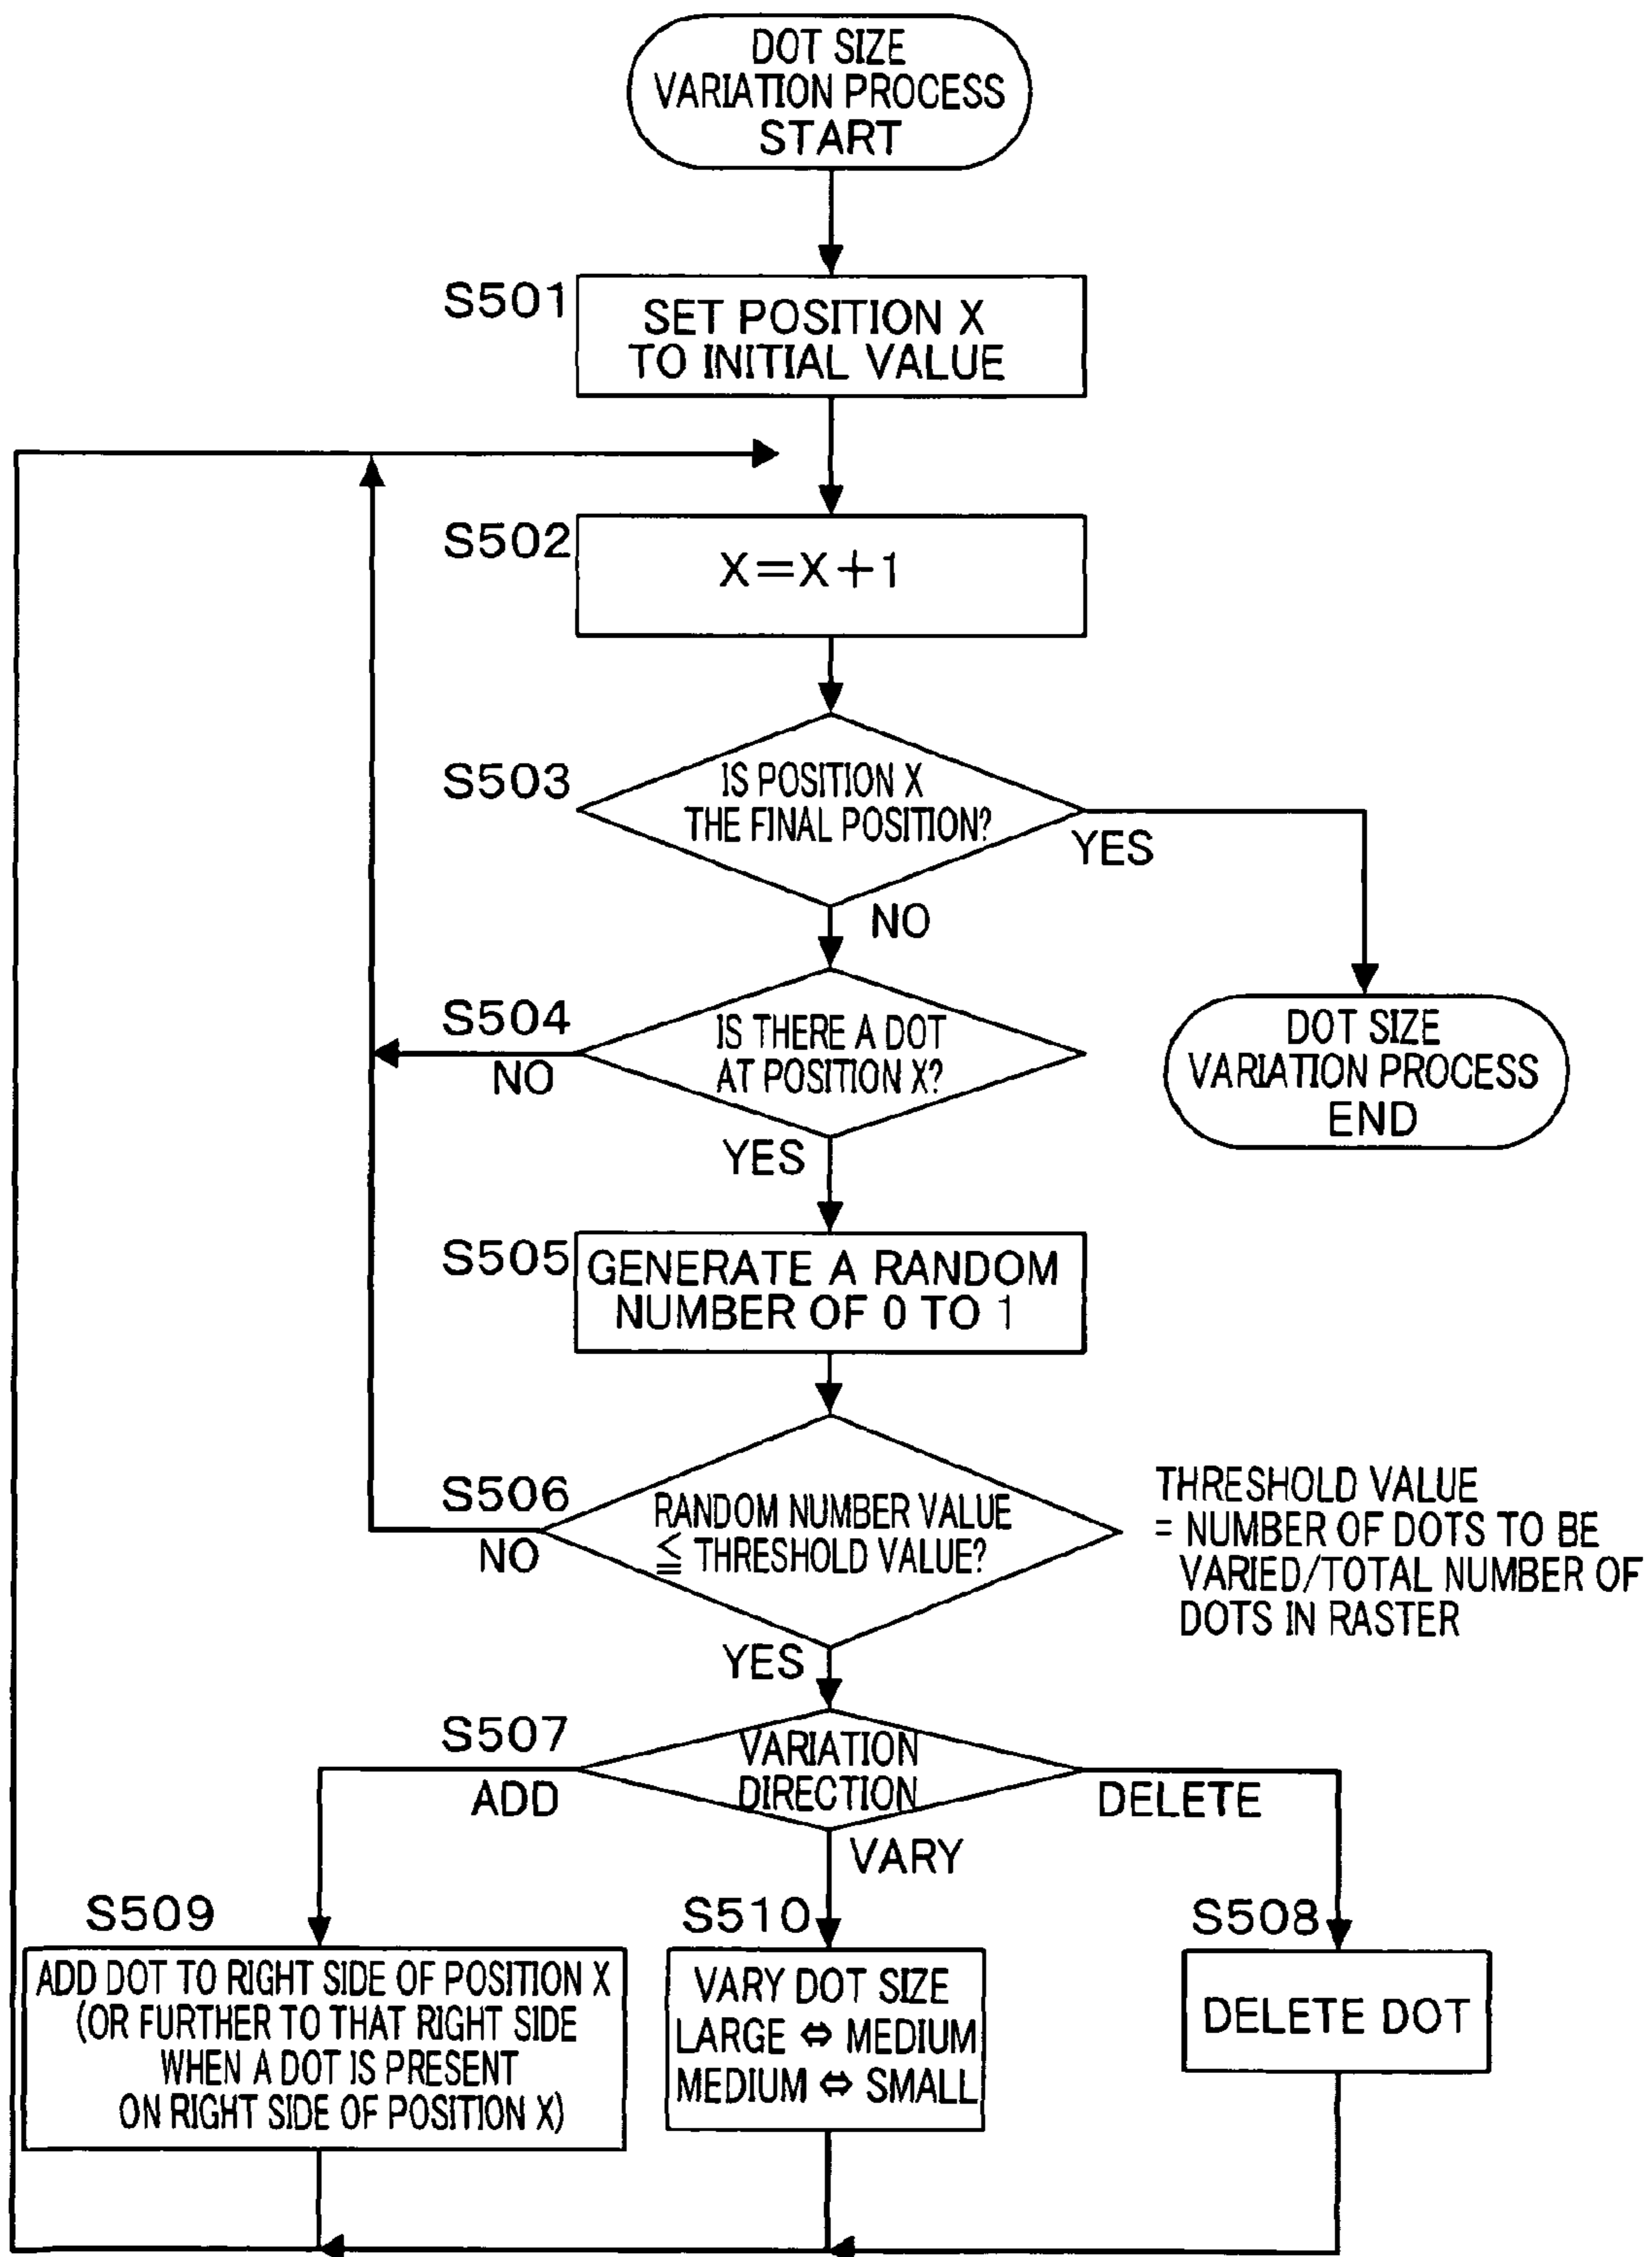 DOT SIZE
VARIATION PROCESS
START
S501
SET POSITION X
TO INITIAL VALUE
S502
X=X+1
S503
IS POSITION X
THE FINAL POSITION?
YES
NO
S504
IS THERE A DOT
AT POSITION X?
NO
YES
DOT SIZE
VARIATION PROCESS
END
S505
GENERATE A RANDOM
NUMBER OF 0 TO 1
S506
RANDOM NUMBER VALUE
≦ THRESHOLD VALUE?
NO
YES
THRESHOLD VALUE
= NUMBER OF DOTS TO BE
VARIED/TOTAL NUMBER OF
DOTS IN RASTER
S507
VARIATION
DIRECTION
ADD
DELETE
VARY
S509
ADD DOT TO RIGHT SIDE OF POSITION X
(OR FURTHER TO THAT RIGHT SIDE
WHEN A DOT IS PRESENT
ON RIGHT SIDE OF POSITION X)
S510
VARY DOT SIZE
LARGE ⇔ MEDIUM
MEDIUM ⇔ SMALL
S508
DELETE DOT